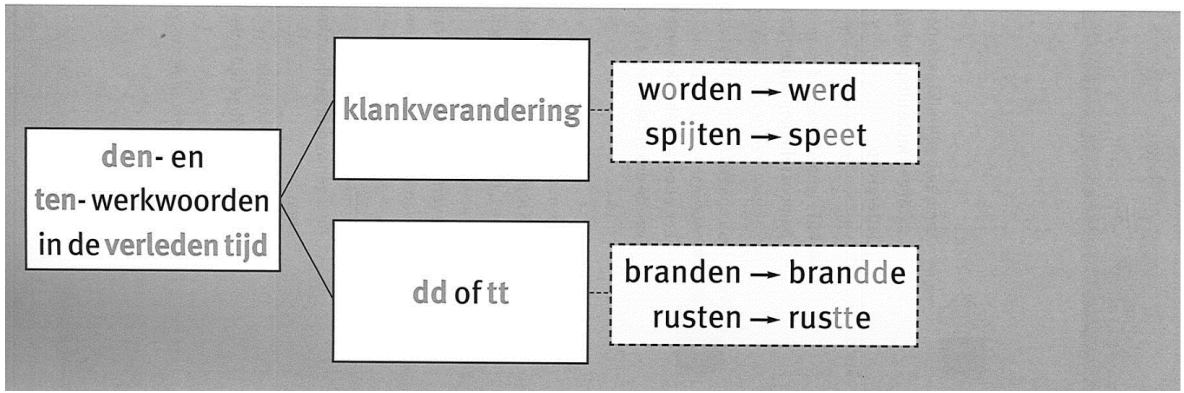 den- en
ten- werkwoorden
in de verleden tijd
klankverandering
worden → werd
spijten → speet
dd of tt
branden → brandde
rusten → rustte